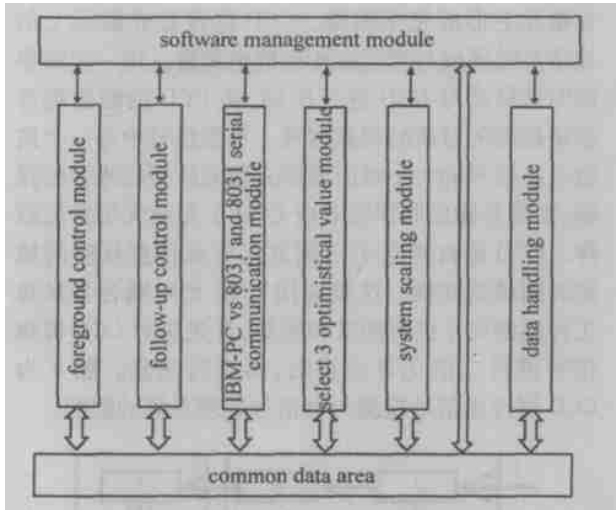 software management module
foreground control module
follow-up control module
IBM-PC vs 8031 and 8031 serial
communication module
select 3 optimistical value module
system scaling module
data hadling module
common data area